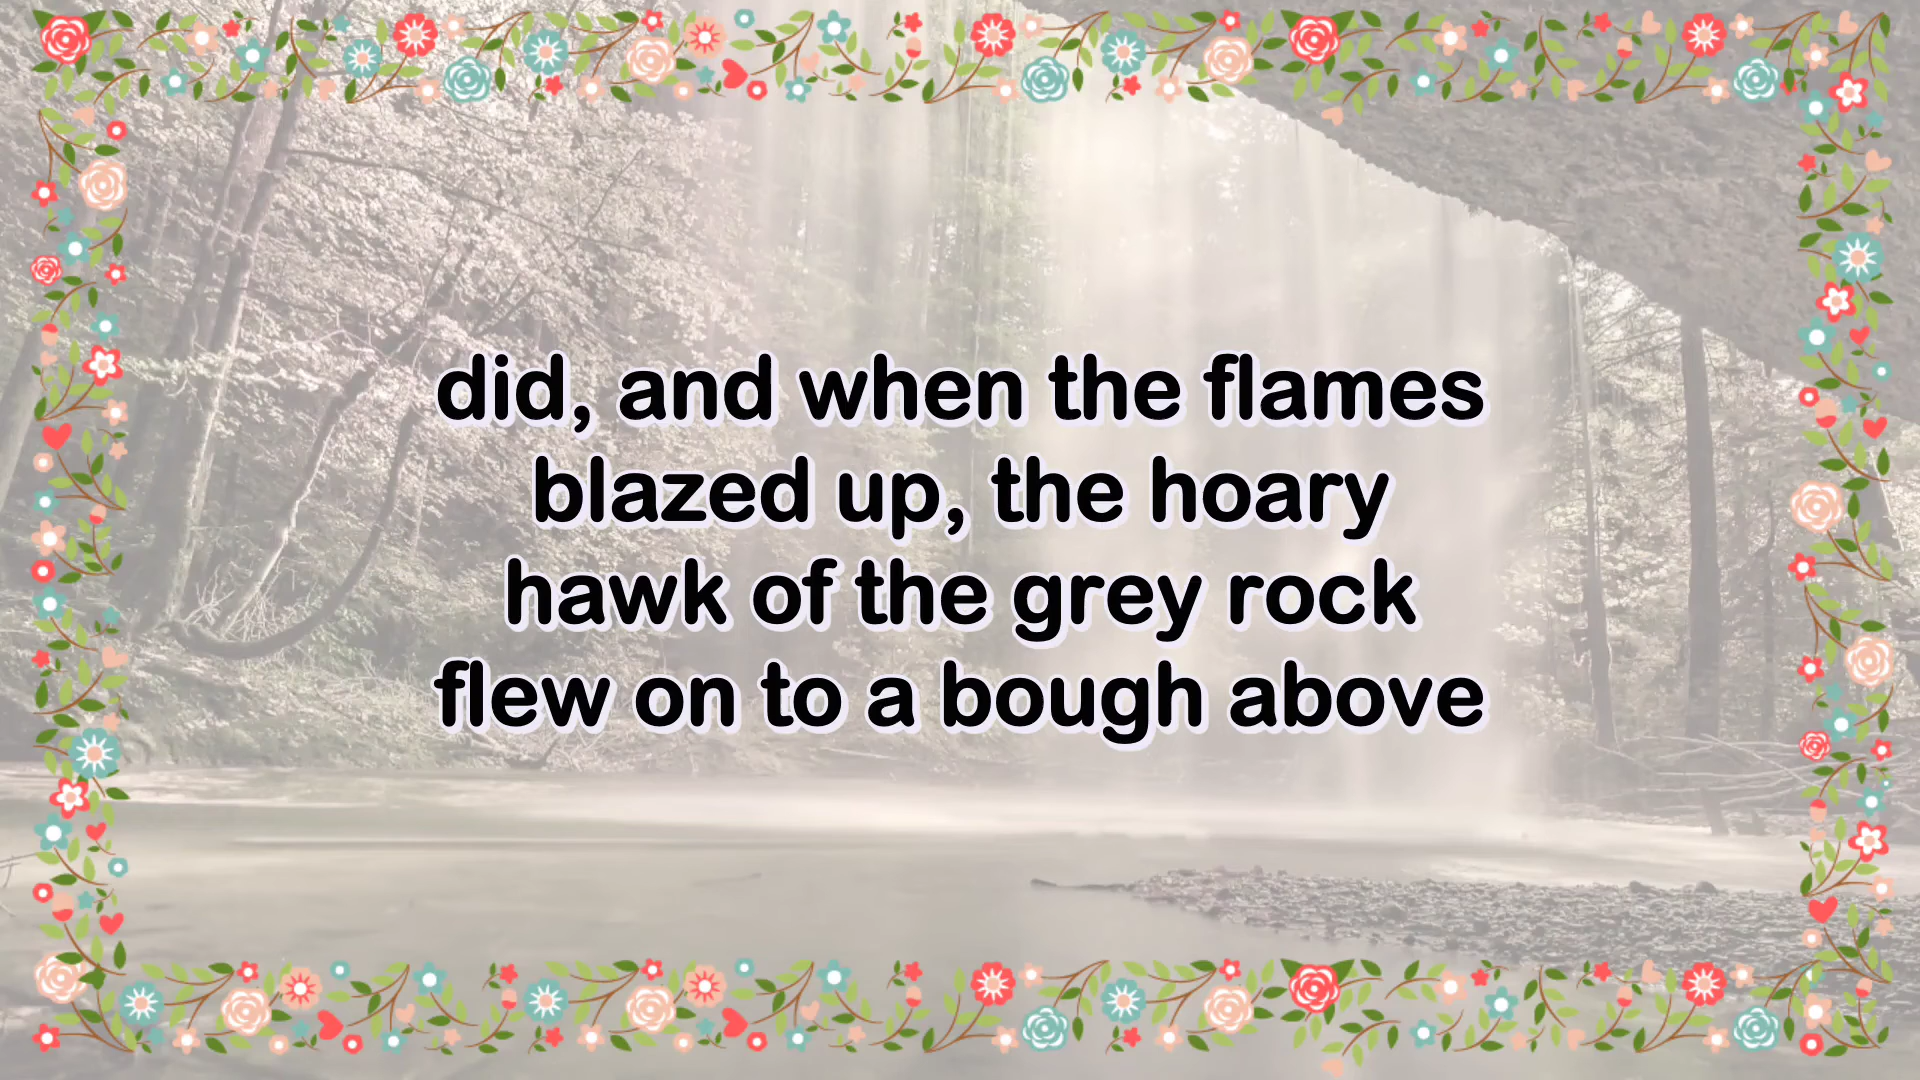 did, and when the flames
blazed up, the hoary
hawk of the grey rock
flew on to a bough above